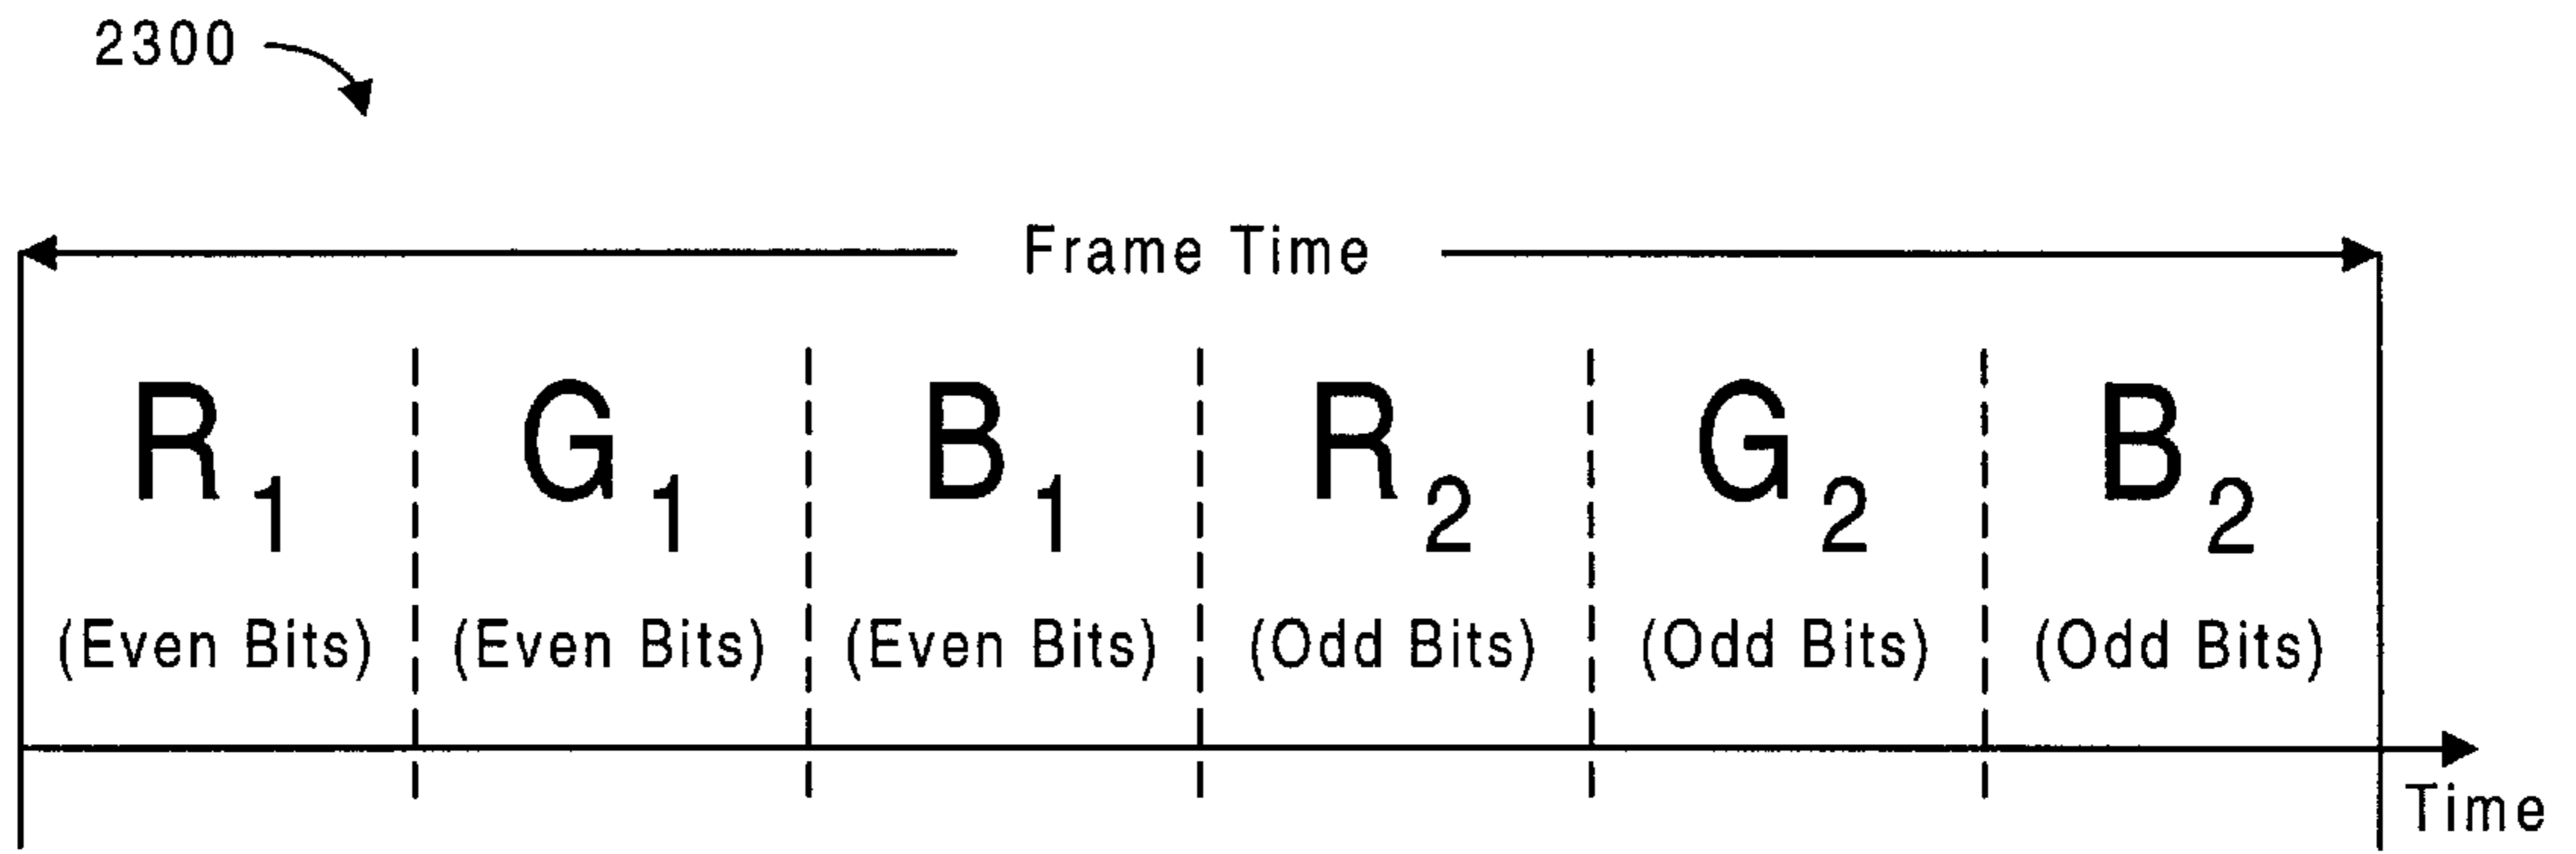 2300
Frame Time
R1 G1 B1 R2 G2 B2
(Even Bits) (Even Bits) (Even Bits) (Odd Bits) (Odd Bits) (Odd Bits)
Time